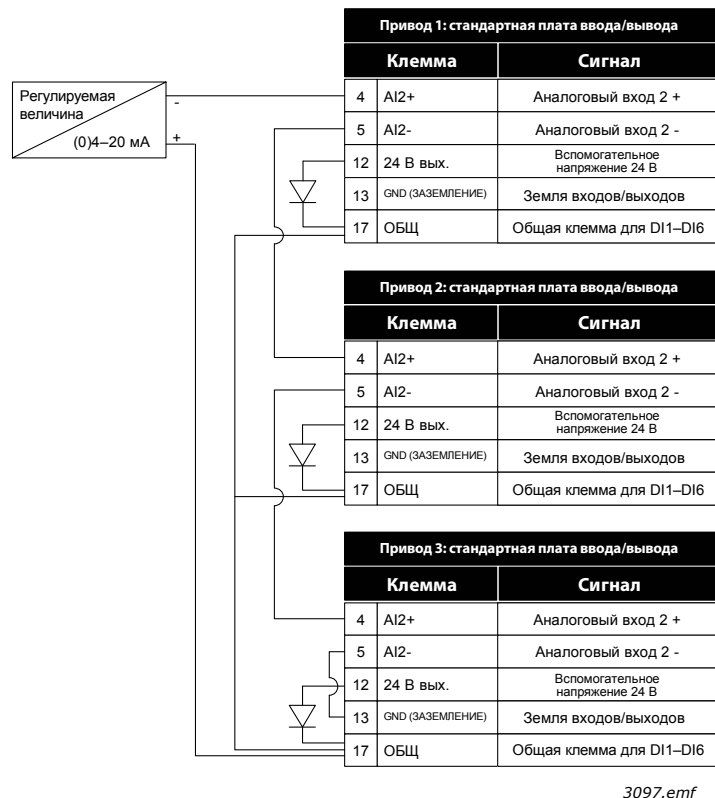 Привод 1: стандартная плата ввода/вывода
Клемма Сигнал
Регулируемая
величина
(0)4–20 мА
-
+
4 AI2+ Аналоговый вход 2 +
5 AI2- Аналоговый вход 2 -
12 24 В вых. Вспомогательное
напряжение 24 В
13 GND (ЗАЗЕМЛЕНИЕ) Земля входов/выходов
17 ОБЩ Общая клемма для DI1–DI6
Привод 2: стандартная плата ввода/вывода
Клемма Сигнал
4 AI2+ Аналоговый вход 2 +
5 AI2- Аналоговый вход 2 -
12 24 В вых. Вспомогательное
напряжение 24 В
13 GND (ЗАЗЕМЛЕНИЕ) Земля входов/выходов
17 ОБЩ Общая клемма для DI1–DI6
Привод 3: стандартная плата ввода/вывода
Клемма Сигнал
4 AI2+ Аналоговый вход 2 +
5 AI2- Аналоговый вход 2 -
12 24 В вых. Вспомогательное
напряжение 24 В
13 GND (ЗАЗЕМЛЕНИЕ) Земля входов/выходов
17 ОБЩ Общая клемма для DI1–DI6
3097.emf